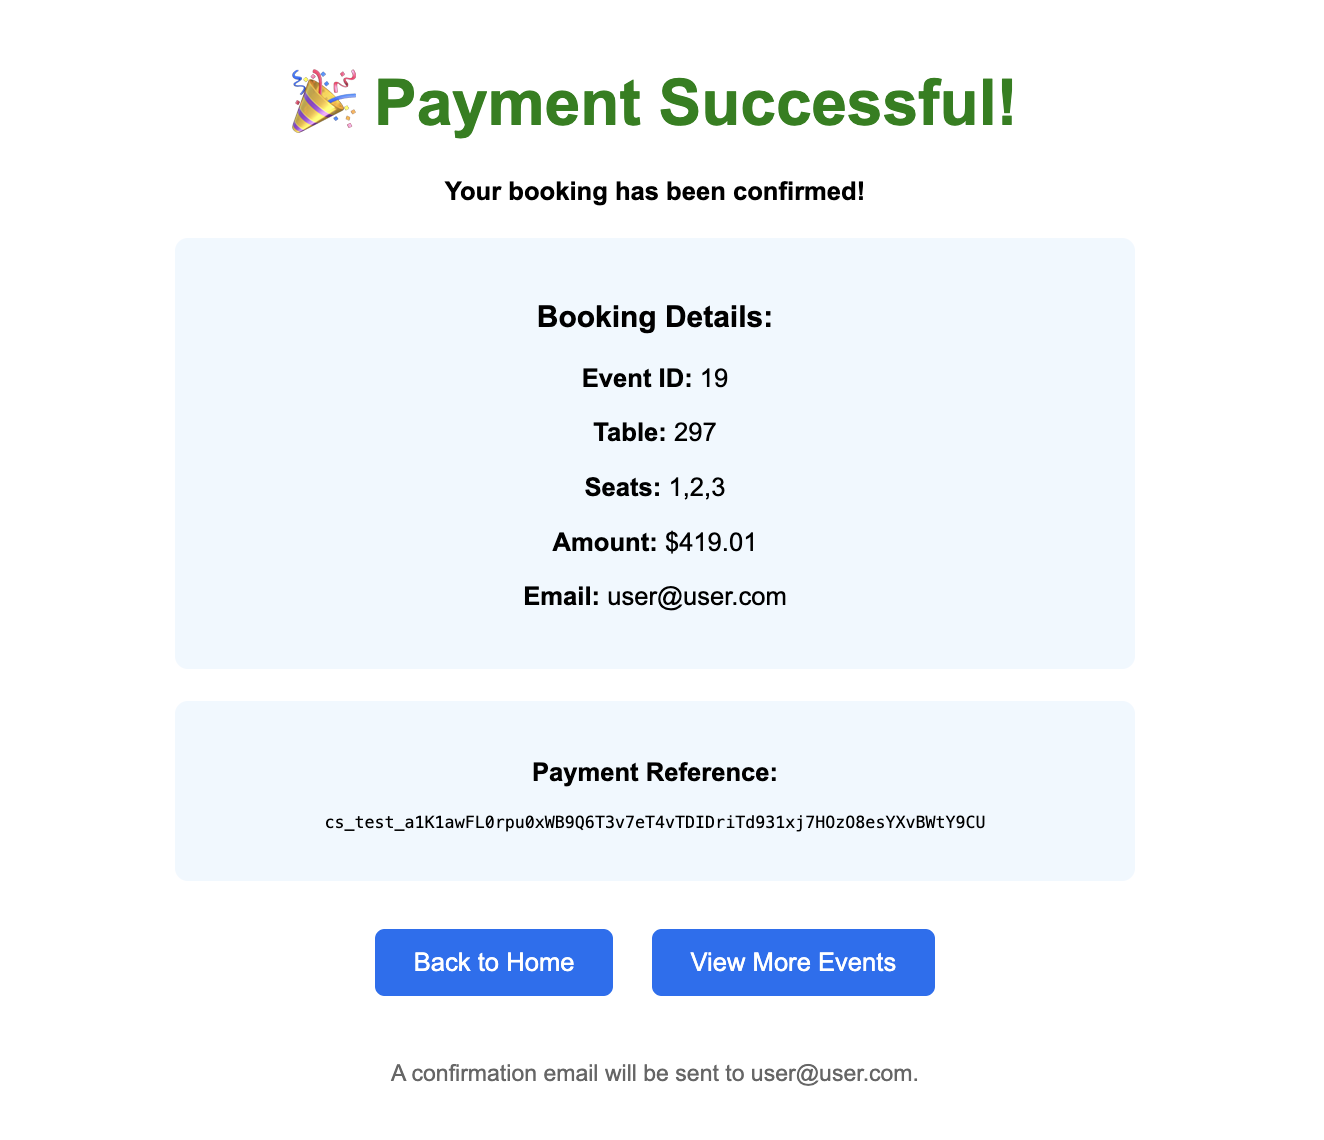 🎉 Payment Successful!
Your booking has been confirmed!
Booking Details:
Event ID: 19
Table: 297
Seats: 1,2,3
Amount: $419.01
Email: user@user.com
Payment Reference:
cs_test_a1K1awFL0rpu0xWB9Q6T3v7eT4vTDIDriTd931xj7HOzO8esYXvBWtY9CU
Back to Home
View More Events
A confirmation email will be sent to user@user.com.